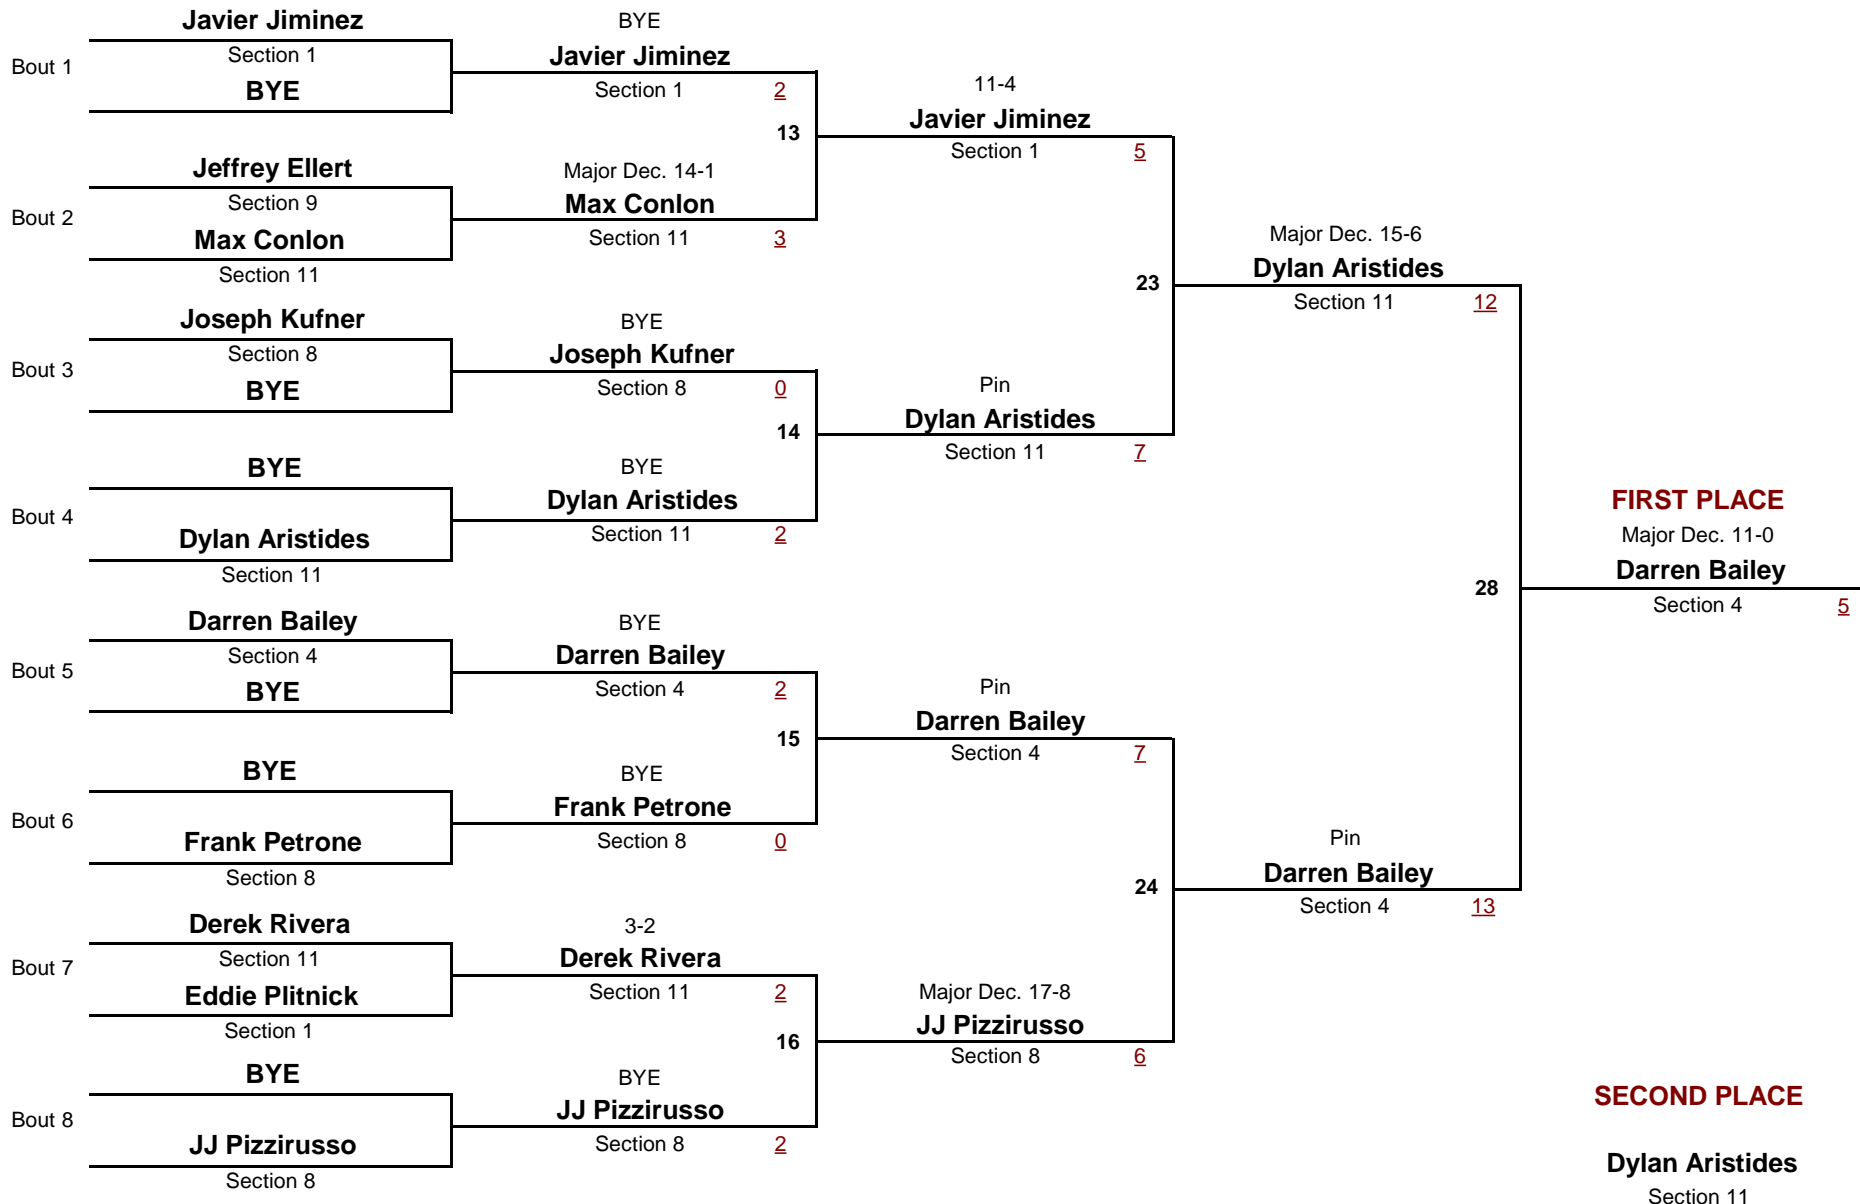 Javier Jiminez
Bout 1
Section 1
BYE
Jeffrey Ellert
Bout 2
Section 9
Max Conlon
Section 11
Joseph Kufner
Bout 3
Section 8
BYE
BYE
Bout 4
Dylan Aristides
Section 11
Darren Bailey
Bout 5
Section 4
BYE
BYE
Bout 6
Frank Petrone
Section 8
Derek Rivera
Bout 7
Section 11
Eddie Plitnick
Section 1
BYE
Bout 8
JJ Pizzirusso
Section 8
BYE
Javier Jiminez
Section 1 2
13
Major Dec. 14-1
Max Conlon
Section 11 3
BYE
Joseph Kufner
Section 8 0
14
BYE
Dylan Aristides
Section 11 2
BYE
Darren Bailey
Section 4 2
15
BYE
Frank Petrone
Section 8 0
3-2
Derek Rivera
Section 11 2
16
BYE
JJ Pizzirusso
Section 8 2
11-4
Javier Jiminez
Section 1 5
23
Pin
Dylan Aristides
Section 11 7
Pin
Darren Bailey
Section 4 7
24
Major Dec. 17-8
JJ Pizzirusso
Section 8 6
Major Dec. 15-6
Dylan Aristides
Section 11 12
28
Pin
Darren Bailey
Section 4 13
FIRST PLACE
Major Dec. 11-0
Darren Bailey
Section 4 5
SECOND PLACE
Dylan Aristides
Section 11